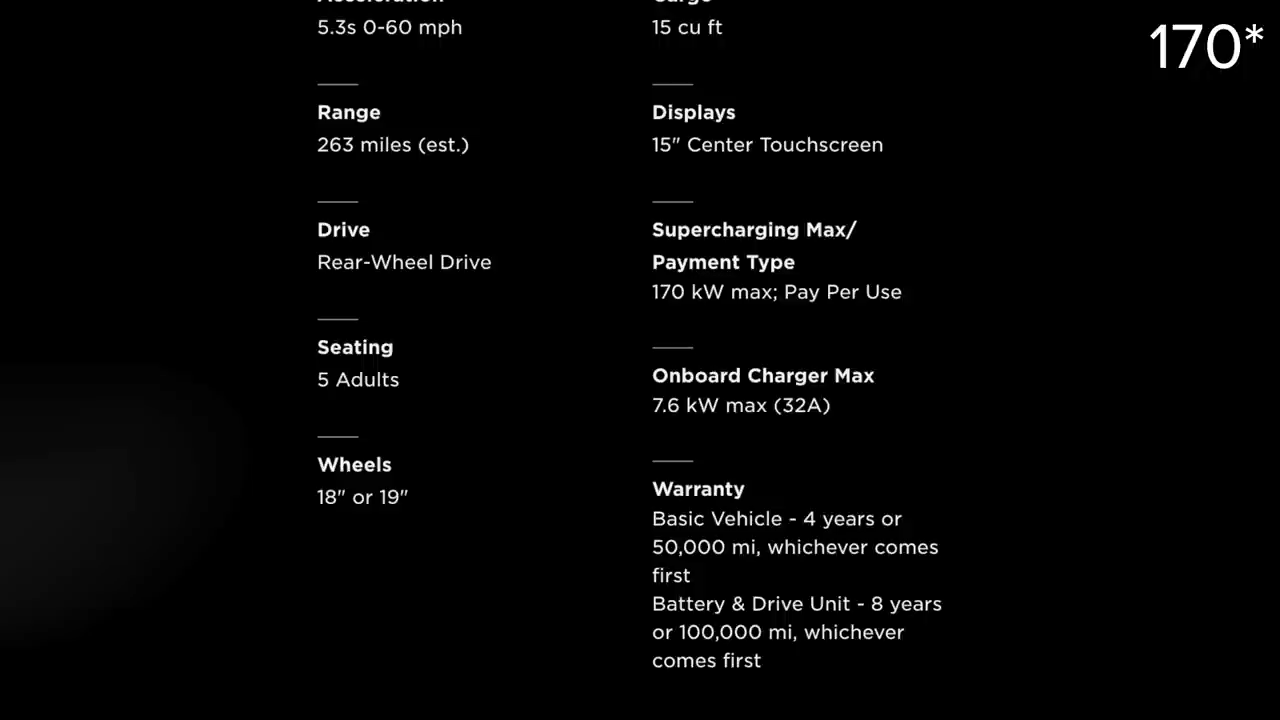 5.3s 0-60 mph
Range
263 miles (est.)
Drive
Rear-Wheel Drive
Seating
5 Adults
Wheels
18" or 19"
15 cu ft
Displays
15" Center Touchscreen
Supercharging Max/
Payment Type
170 kW max; Pay Per Use
Onboard Charger Max
7.6 kW max (32A)
Warranty
Basic Vehicle - 4 years or
50,000 mi, whichever comes
first
Battery & Drive Unit - 8 years
or 100,000 mi, whichever
comes first
170*